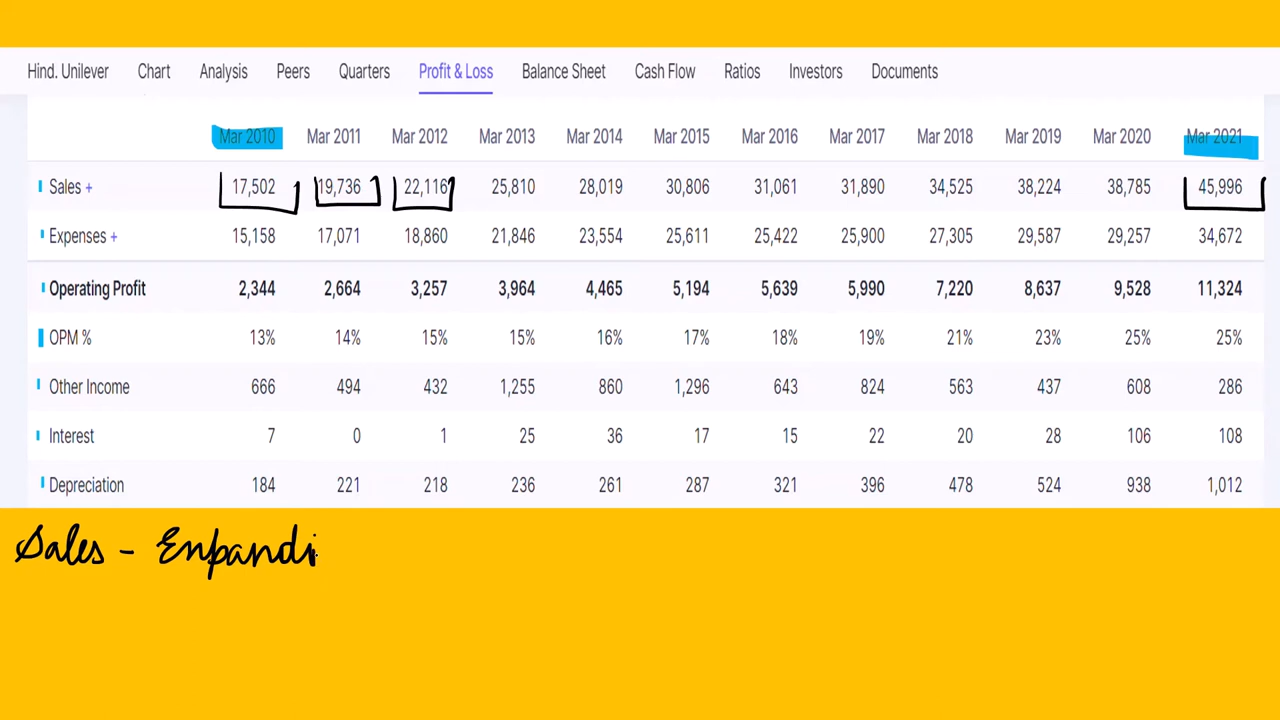 Hind. Unilever Chart Analysis Peers Quarters Profit & Loss Balance Sheet Cash Flow Ratios Investors Documents
Mar 2010 Mar 2011 Mar 2012 Mar 2013 Mar 2014 Mar 2015 Mar 2016 Mar 2017 Mar 2018 Mar 2019 Mar 2020 Mar 2021
Sales + 17,502 19,736 22,116 25,810 28,019 30,806 31,061 31,890 34,525 38,224 38,785 45,996
Expenses + 15,158 17,071 18,860 21,846 23,554 25,611 25,422 25,900 27,305 29,587 29,257 34,672
Operating Profit 2,344 2,664 3,257 3,964 4,465 5,194 5,639 5,990 7,220 8,637 9,528 11,324
OPM % 13% 14% 15% 15% 16% 17% 18% 19% 21% 23% 25% 25%
Other Income 666 494 432 1,255 860 1,296 643 824 563 437 608 286
Interest 7 0 1 25 36 17 15 22 20 28 106 108
Depreciation 184 221 218 236 261 287 321 396 478 524 938 1,012
Sales - Expandi